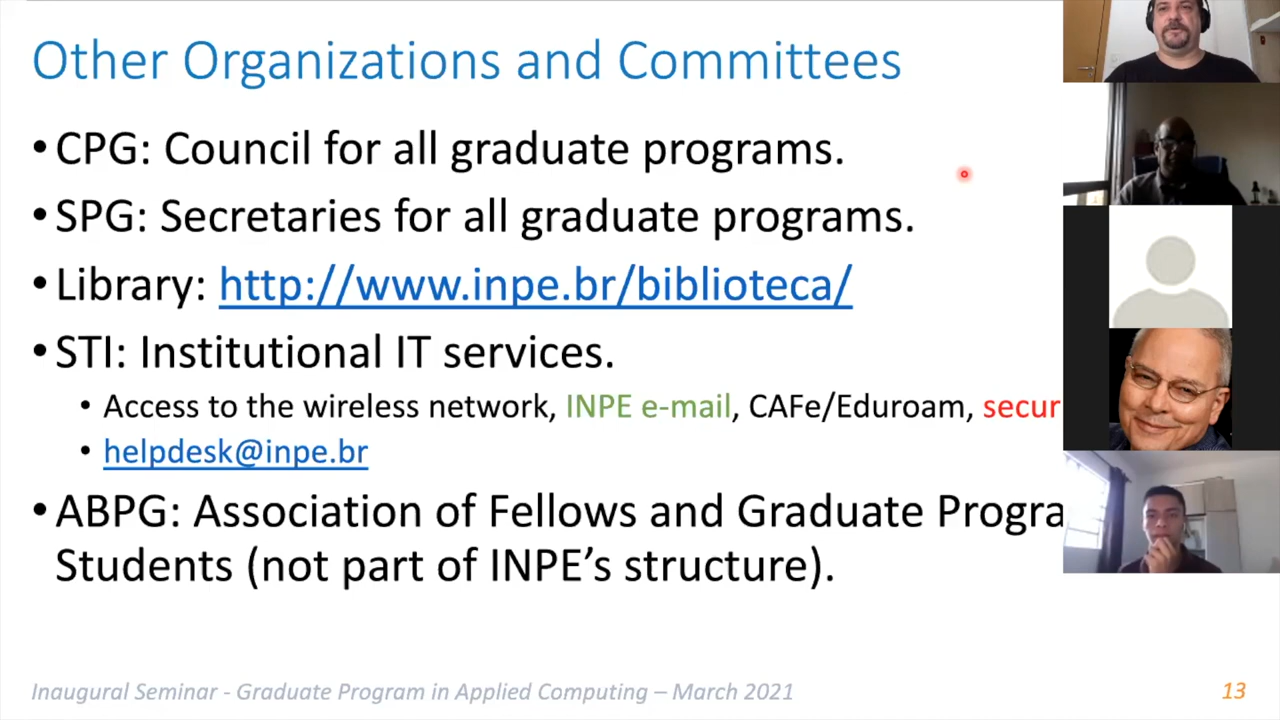 Other Organizations and Committees
• CPG: Council for all graduate programs.
• SPG: Secretaries for all graduate programs.
• Library: http://www.inpe.br/biblioteca/
• STI: Institutional IT services.
• Access to the wireless network, INPE e-mail, CAFe/Eduroam,
• helpdesk@inpe.br
• ABPG: Association of Fellows and Graduate
Students (not part of INPE’s structure).
Inaugural Seminar - Graduate Program in Applied Computing – March 2021
13